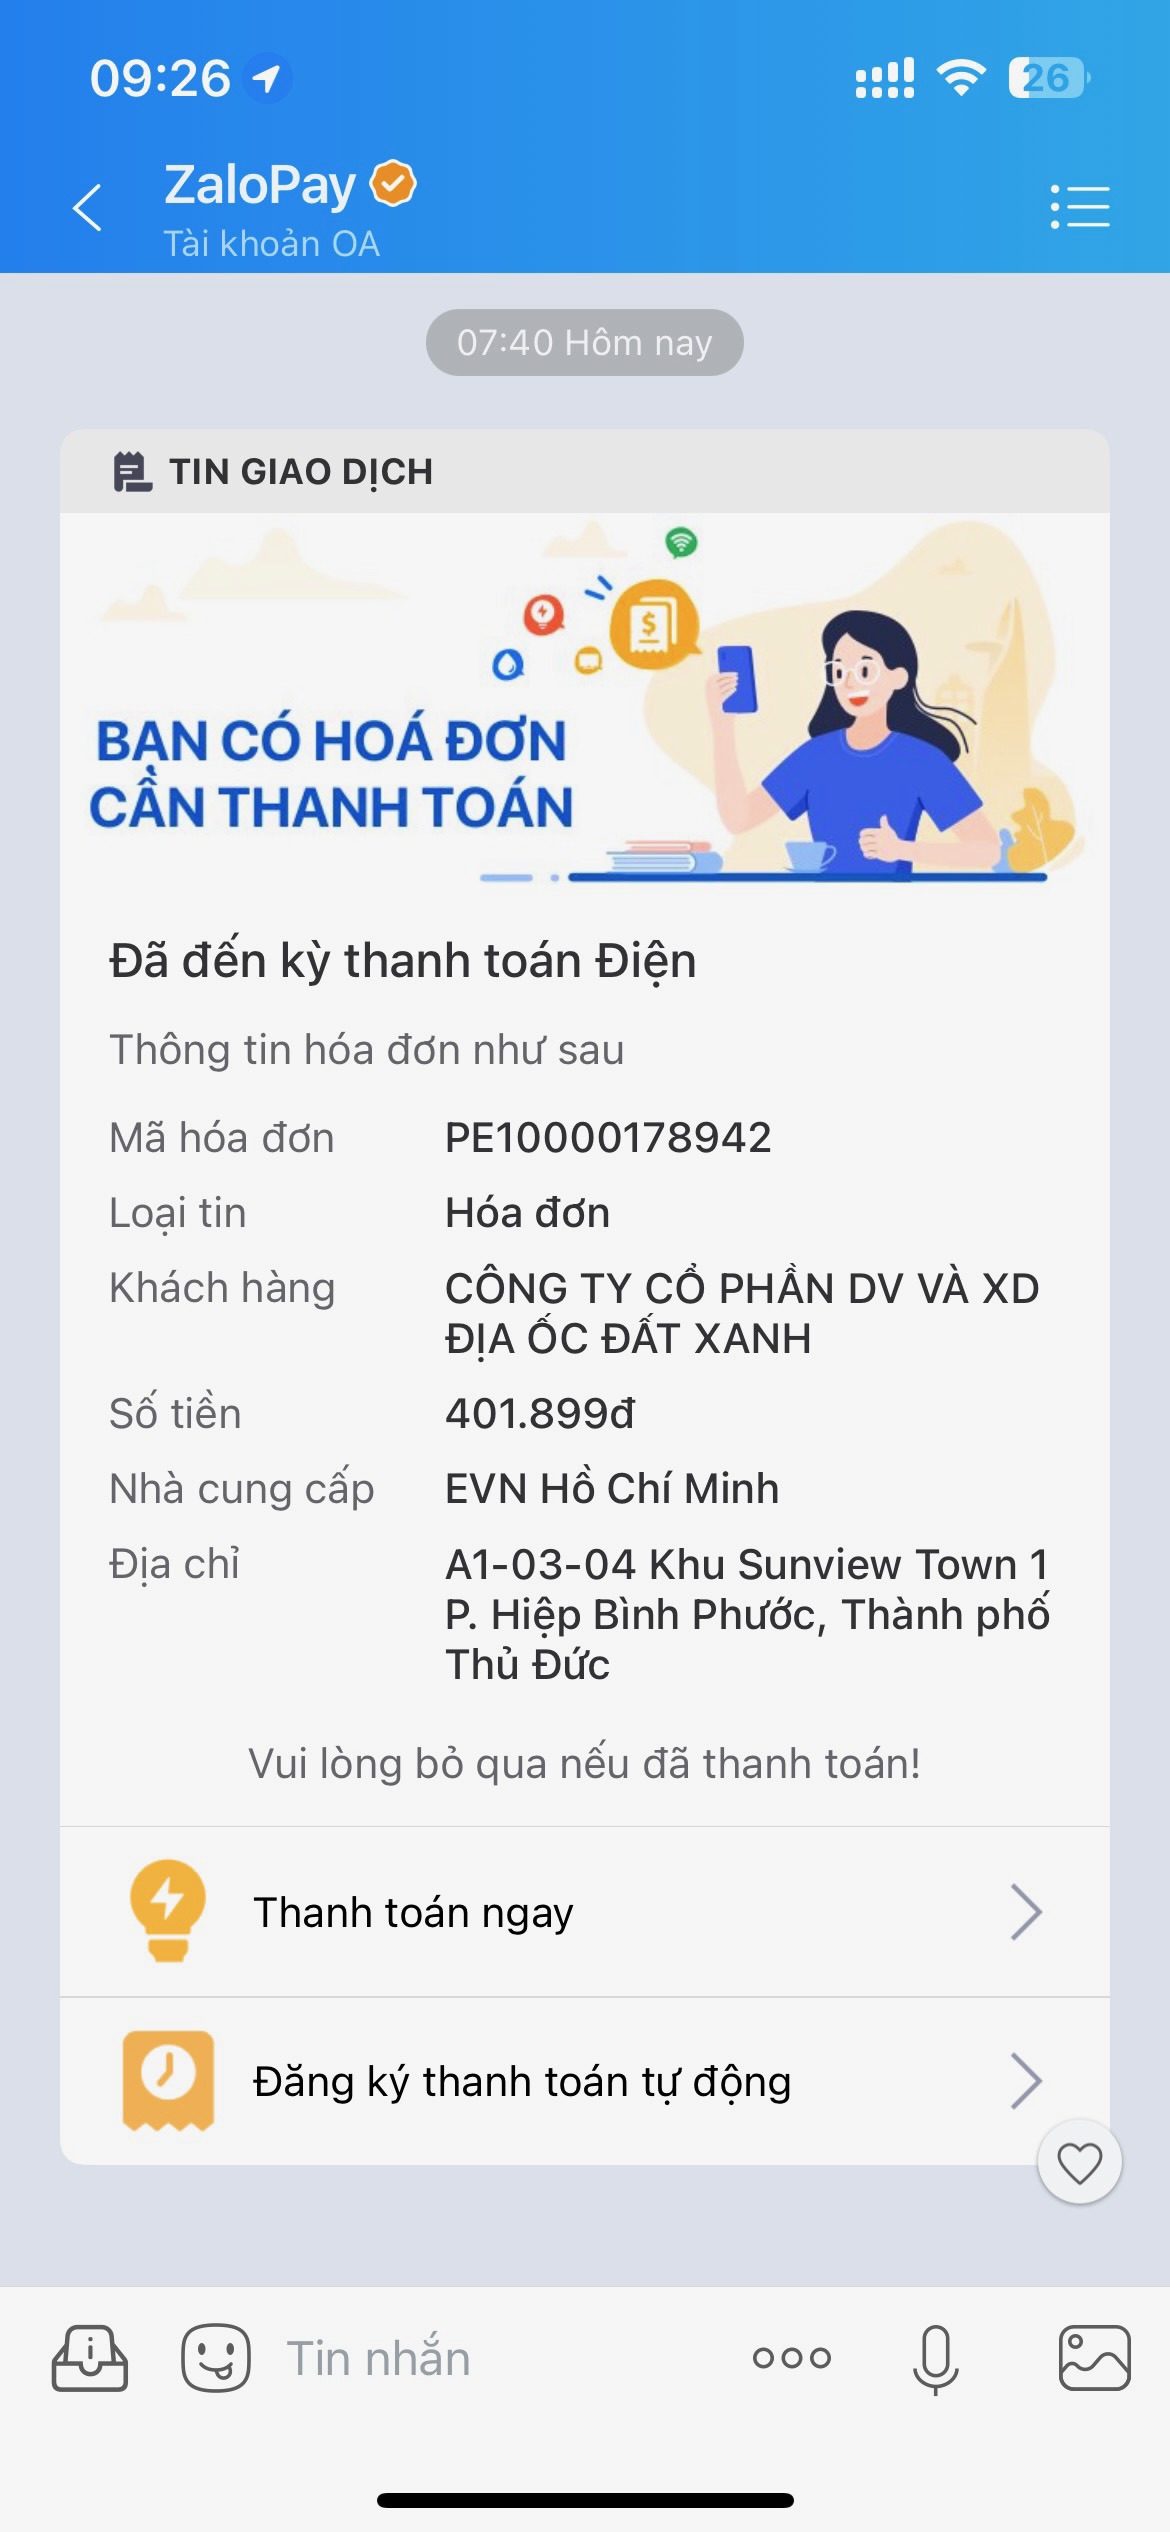 09:26
26
ZaloPay
Tài khoản OA
07:40 Hôm nay
TIN GIAO DỊCH
BẠN CÓ HOÁ ĐƠN
CẦN THANH TOÁN
Đã đến kỳ thanh toán Điện
Thông tin hóa đơn như sau
Mã hóa đơn PE10000178942
Loại tin Hóa đơn
Khách hàng CÔNG TY CỔ PHẦN DV VÀ XD
ĐỊA ỐC ĐẤT XANH
Số tiền 401.899đ
Nhà cung cấp EVN Hồ Chí Minh
Địa chỉ A1-03-04 Khu Sunview Town 1
P. Hiệp Bình Phước, Thành phố
Thủ Đức
Vui lòng bỏ qua nếu đã thanh toán!
Thanh toán ngay
Đăng ký thanh toán tự động
Tin nhắn